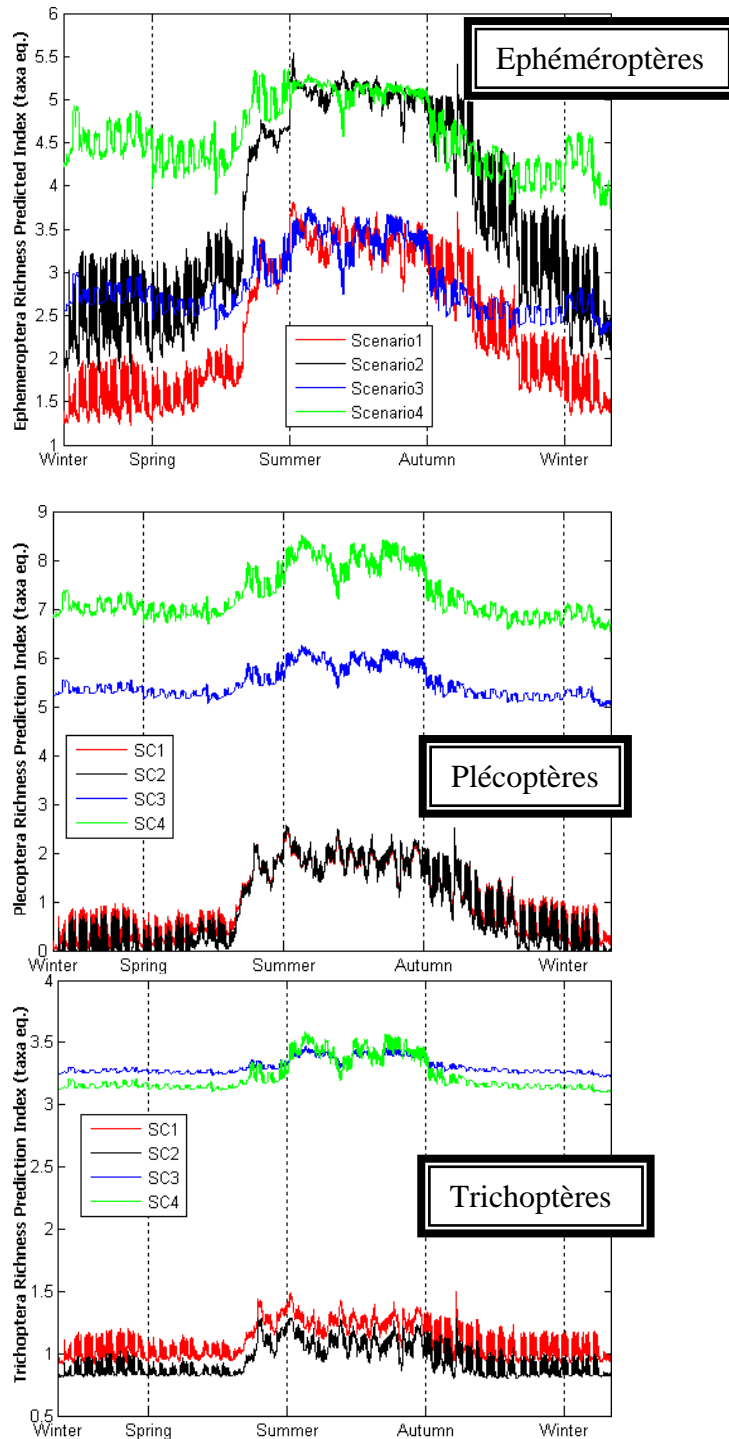 Ephéméroptères
Ephemeroptera Richness Predicted Index (taxa eq.)
6
5.5
5
4.5
4
3.5
3
2.5
2
1.5
1
Scenario1
Scenario2
Scenario3
Scenario4
Winter Spring Summer Autumn Winter
Plecoptera Richness Prediction Index (taxa eq.)
9
8
7
6
5
4
3
2
1
0
SC1
SC2
SC3
SC4
Plécoptères
Winter Spring Summer Autumn Winter
Trichoptera Richness Prediction Index (taxa eq.)
4
3.5
3
2.5
2
1.5
1
0.5
SC1
SC2
SC3
SC4
Trichoptères
Winter Spring Summer Autumn Winter